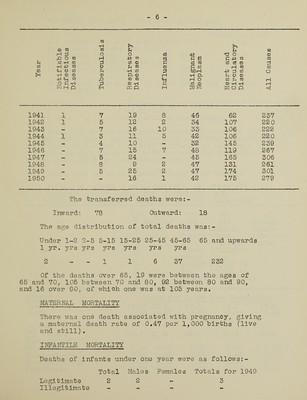 - 6 -
Year
Notifiable Infectious Diseases
Tuberculosis
Respiratory Diseases
Influenza
Malignant Neoplasm
Heart and Circulatory Diseases
All Causes
1941 1 7 19 8 46 62 237
1942 1 5 12 2 34 107 220
1943 - 7 16 10 33 106 222
1944 1 3 11 5 42 106 220
1945 - 4 10 - 32 145 239
1946 - 7 15 7 48 119 267
1947 - 5 24 - 45 165 306
1948 - 8 9 2 47 131 261
1949 - 5 25 2 47 174 301
1950 - - 16 1 42 175 279
The transferred deaths were:-
Inward: 78 Outward: 18
The age distribution of total deaths was:-
Under 1-2 2-5 5-15 15-25 25-45 45-65 65 and upwards
1 yr. yrs yrs yrs yrs yrs yrs
2 - - 1 1 6 37 232
Of the deaths over 65, 19 were between the ages of
65 and 70, 105 between 70 and 80, 92 between 80 and 90,
and 16 over 90, of which one was at 103 years.
MATERNAL MORTALITY
There was one death associated with pregnancy, giving
a maternal death rate of 0.47 per 1,000 births (live
and still).
INFANTILE MORTALITY
Deaths of infants under one year were as follows:-
Total Males Females Totals for 1949
Legitimate 2 2 - 3
Illegitimate - - - -